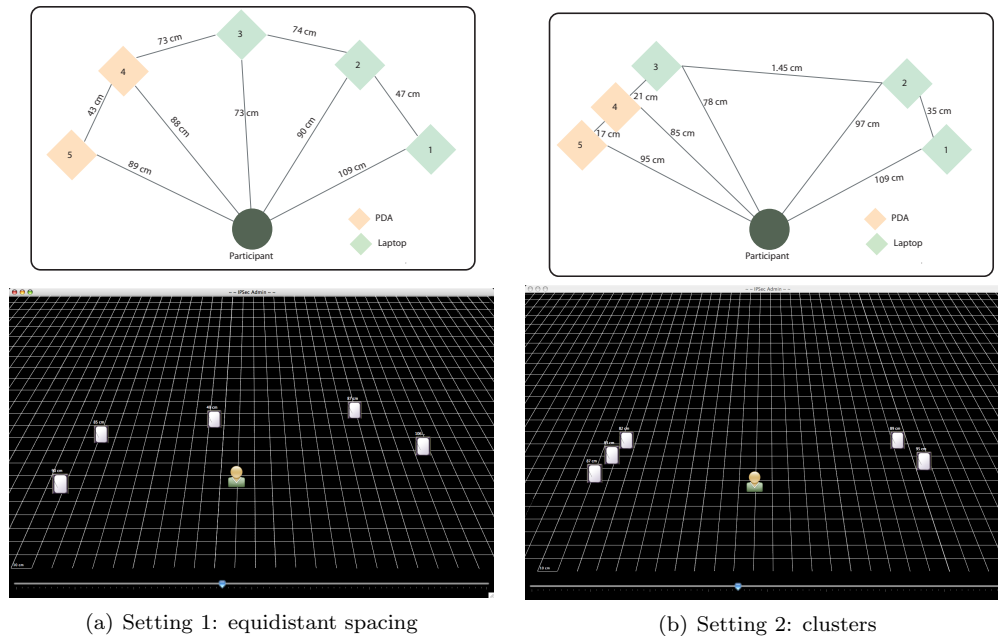 3
74 cm
73 cm
2
4
47 cm
43 cm
73 cm
88 cm
90 cm
1
5
89 cm
109 cm
PDA
Laptop
Participant
3
1.45 cm
2
21 cm
78 cm
4
35 cm
17 cm
97 cm
85 cm
5
1
95 cm
109 cm
PDA
Laptop
Participant
-- IPSec Admin --
-- IPSec Admin --
(a) Setting 1: equidistant spacing
(b) Setting 2: clusters